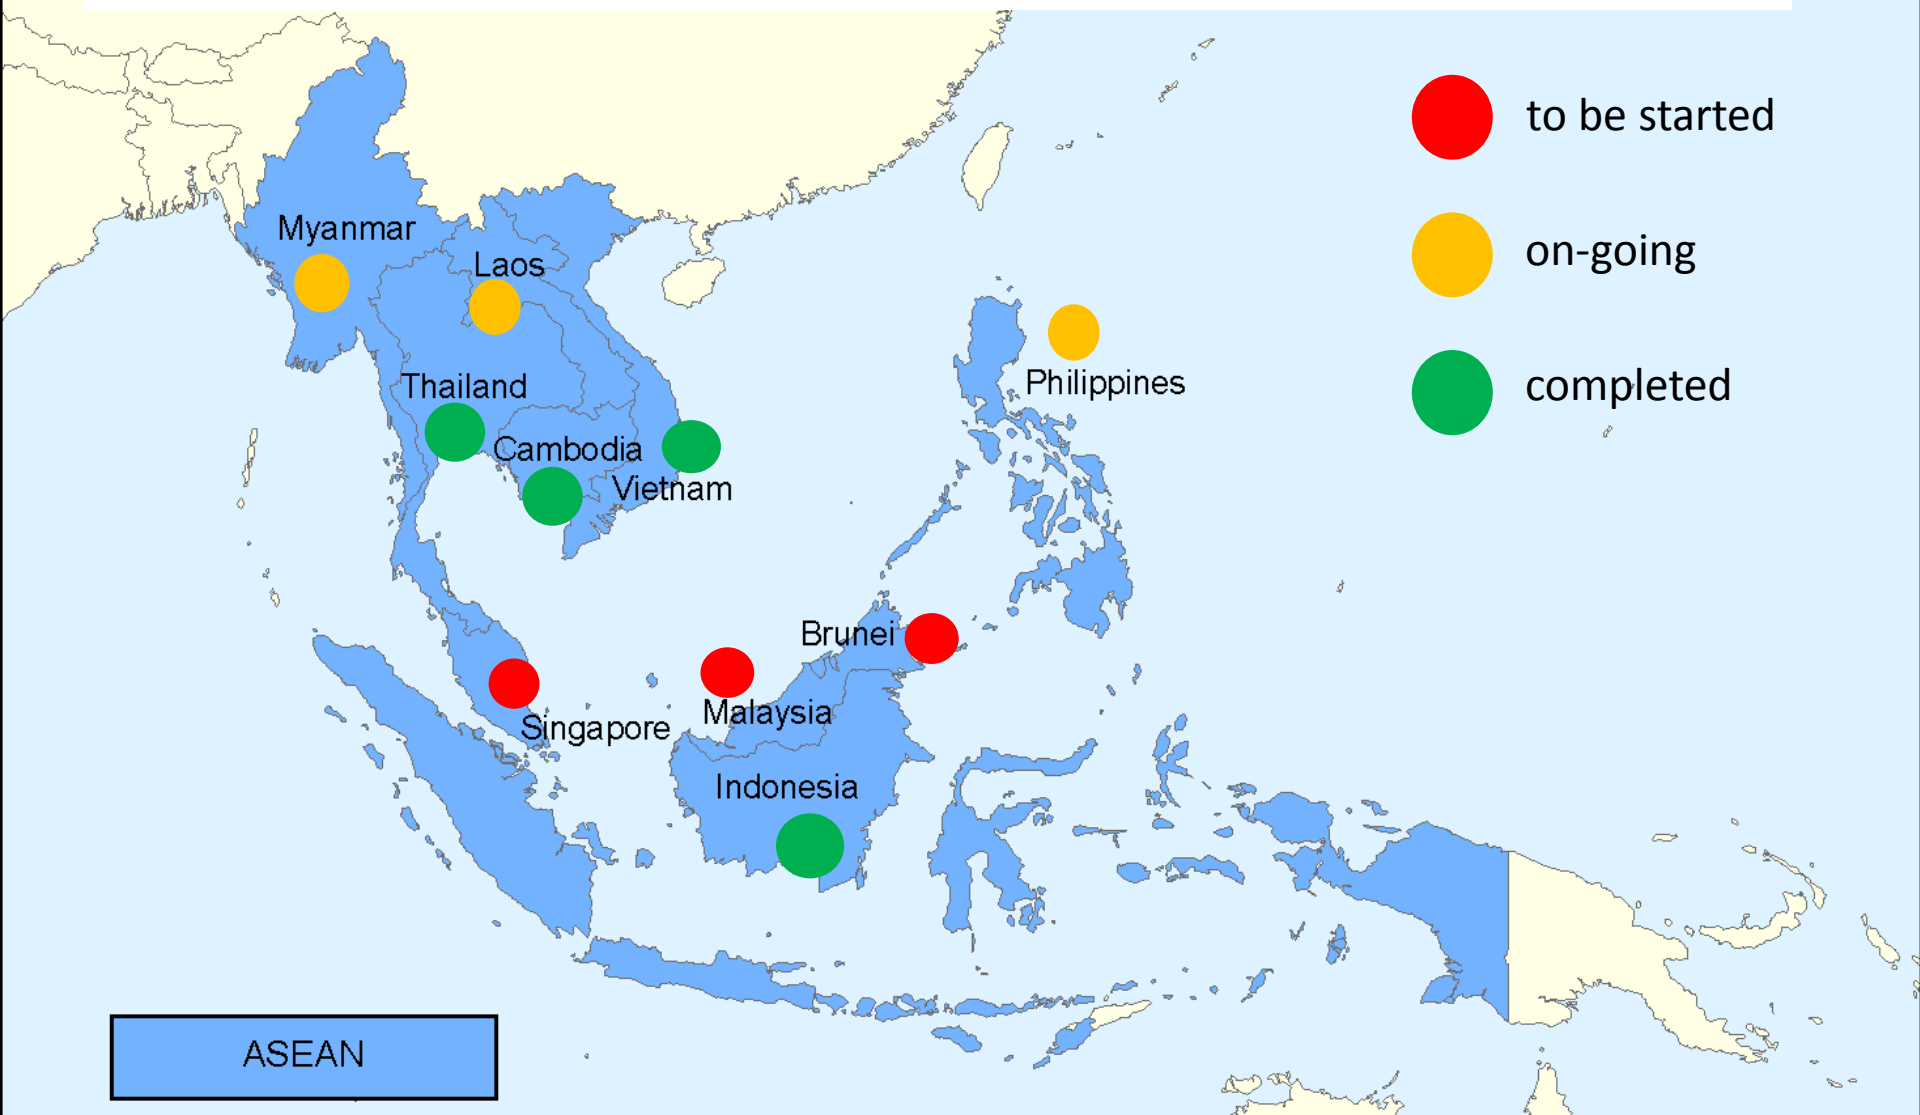 to be started
on-going
completed
Myanmar
Laos
Thailand
Cambodia
Vietnam
Philippines
Brunei
Malaysia
Singapore
Indonesia
ASEAN